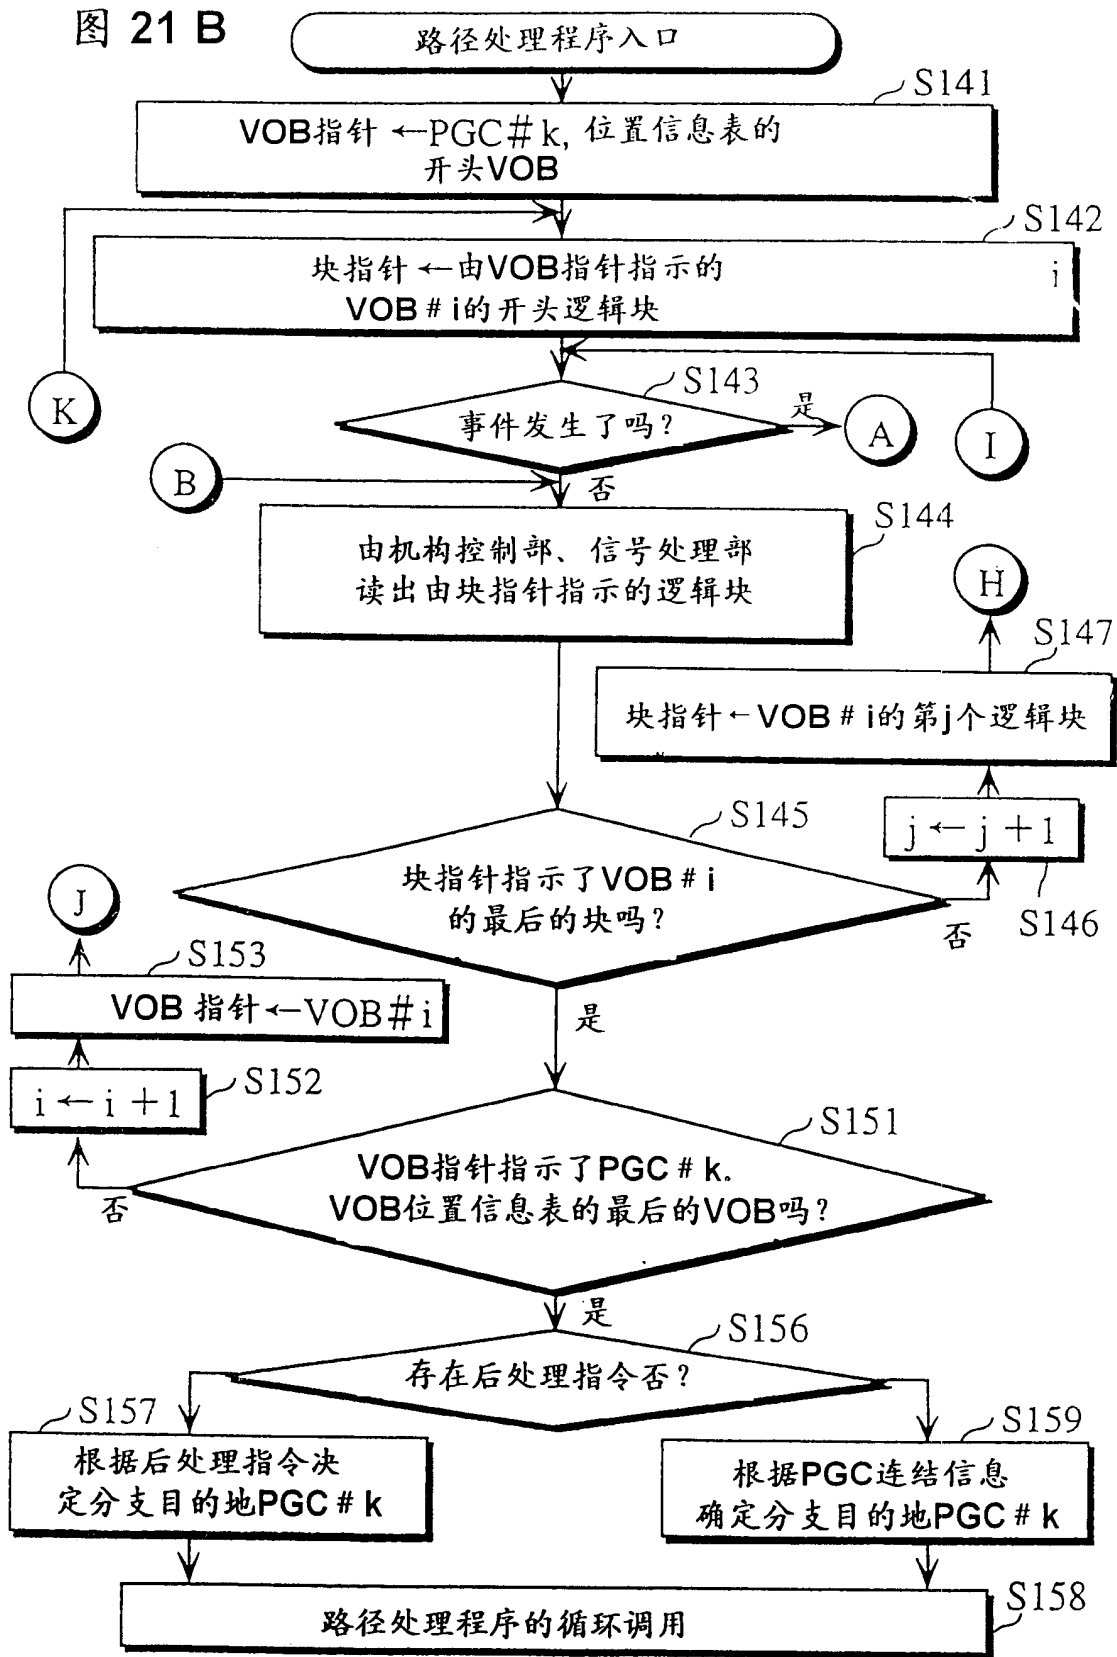 图 21 B
路径处理程序入口
S141
VOB指针 ←PGC＃k, 位置信息表的
开头VOB
S142
块指针 ←由VOB指针指示的
i
VOB # i的开头逻辑块
K
S143
事件发生了吗?
是
A
I
B
否
S144
由机构控制部、信号处理部
读出由块指针指示的逻辑块
H
S147
块指针 ← VOB # i的第j个逻辑块
S145
j ← j + 1
块指针指示了VOB # i
的最后的块吗?
否
S146
J
S153
VOB 指针 ←VOB＃i
是
S152
i ← i + 1
S151
VOB指针指示了PGC # k.
VOB位置信息表的最后的VOB吗?
否
是
S156
存在后处理指令否?
S157
根据后处理指令决
定分支目的地PGC # k
S159
根据PGC连结信息
确定分支目的地PGC # k
S158
路径处理程序的循环调用